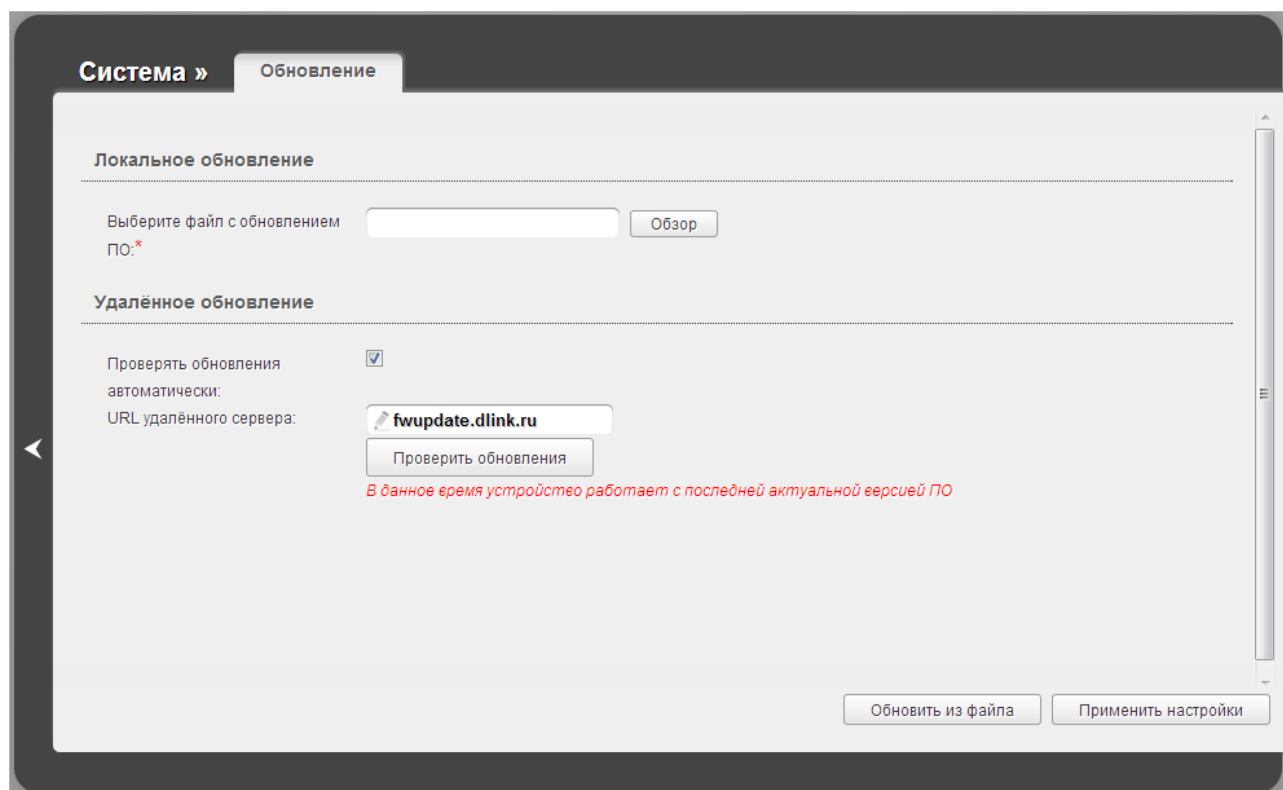 Система »
Обновление
Локальное обновление
Выберите файл с обновлением
ПО:*
Обзор
Удалённое обновление
Проверять обновления
автоматически:
URL удалённого сервера:
fwupdate.dlink.ru
Проверить обновления
В данное время устройство работает с последней актуальной версией ПО
Обновить из файла
Применить настройки